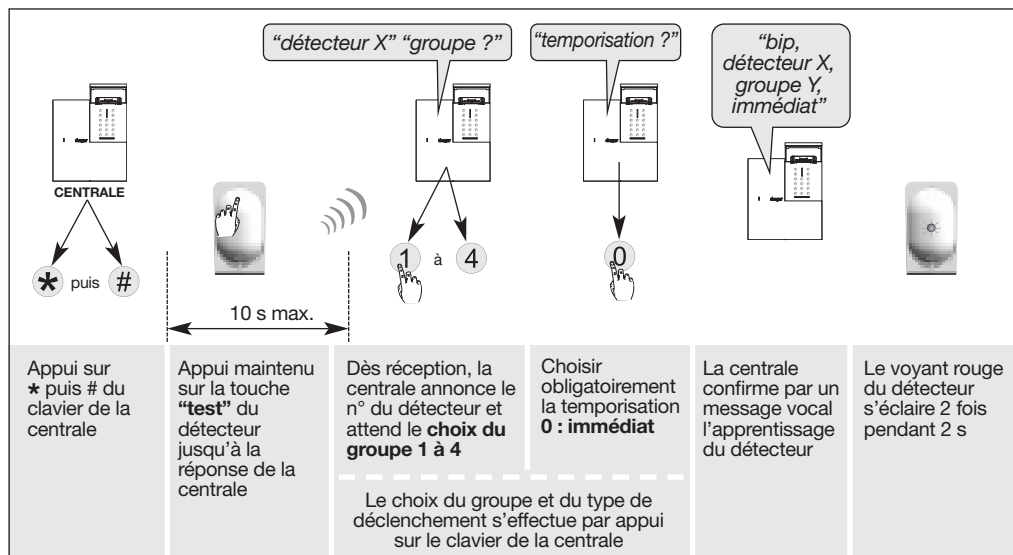 “détecteur X” “groupe ?”
“temporisation ?”
“bip,
détecteur X,
groupe Y,
immédiat”
CENTRALE
* puis #
1 à 4
0
10 s max.
Appui sur
* puis # du
clavier de la
centrale
Appui maintenu
sur la touche
“test” du
détecteur
jusqu’à la
réponse de la
centrale
Dès réception, la
centrale annonce le
n° du détecteur et
attend le choix du
groupe 1 à 4
Choisir
obligatoirement
la temporisation
0 : immédiat
Le choix du groupe et du type de
déclenchement s’effectue par appui
sur le clavier de la centrale
La centrale
confirme par un
message vocal
l’apprentissage
du détecteur
Le voyant rouge
du détecteur
s’éclaire 2 fois
pendant 2 s